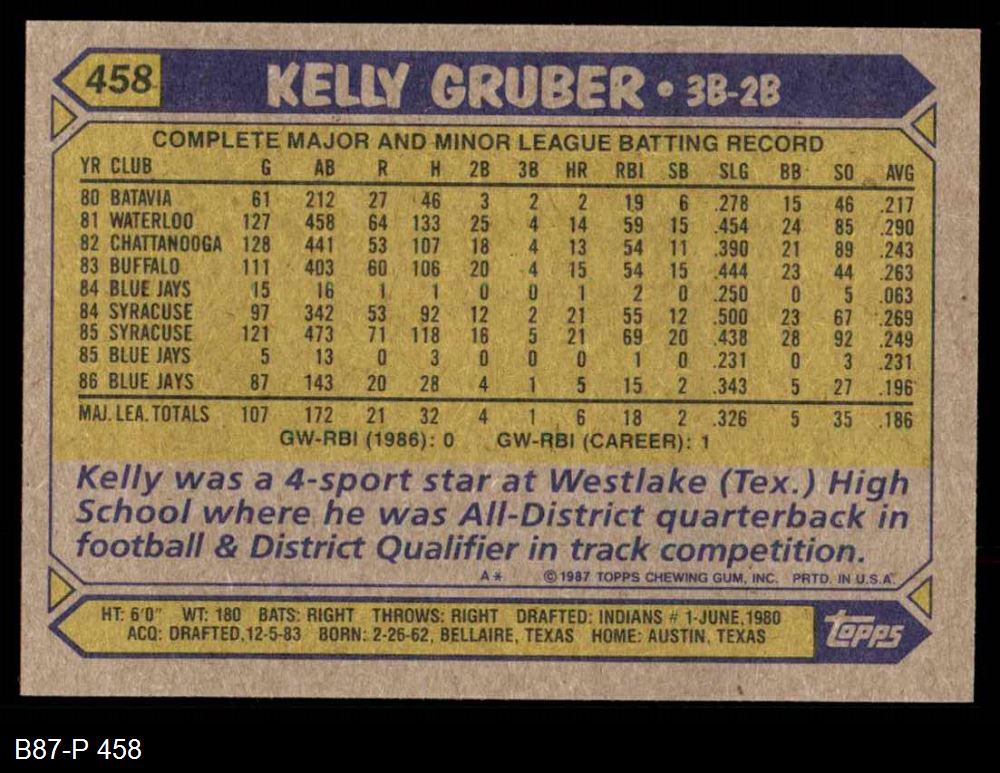 458 KELLY GRUBER • 3B-2B
COMPLETE MAJOR AND MINOR LEAGUE BATTING RECORD
YR CLUB G AB R H 2B 3B HR RBI SB SLG BB SO AVG
80 BATAVIA 61 212 27 46 3 2 2 19 6 .278 15 46 .217
81 WATERLOO 127 458 64 133 25 4 14 59 15 .454 24 85 .290
82 CHATTANOOGA 128 441 53 107 18 4 13 54 11 .390 21 89 .243
83 BUFFALO 111 403 60 106 20 4 15 54 15 .444 23 44 .263
84 BLUE JAYS 15 16 1 1 0 0 1 2 0 .250 0 5 .063
84 SYRACUSE 97 342 53 92 12 2 21 55 12 .500 23 67 .269
85 SYRACUSE 121 473 71 118 16 5 21 69 20 .438 28 92 .249
85 BLUE JAYS 5 13 0 3 0 0 0 1 0 .231 0 3 .231
86 BLUE JAYS 87 143 20 28 4 1 5 15 2 .343 5 27 .196
MAJ. LEA. TOTALS 107 172 21 32 4 1 6 18 2 .326 5 35 .186
GW-RBI (1986): 0 GW-RBI (CAREER): 1
Kelly was a 4-sport star at Westlake (Tex.) High
School where he was All-District quarterback in
football & District Qualifier in track competition.
A* © 1987 TOPPS CHEWING GUM, INC. PRTD. IN U.S.A.
HT: 6'0" WT: 180 BATS: RIGHT THROWS: RIGHT DRAFTED: INDIANS # 1-JUNE, 1980
ACQ: DRAFTED, 12-5-83 BORN: 2-26-62, BELLAIRE, TEXAS HOME: AUSTIN, TEXAS
topps
B87-P 458